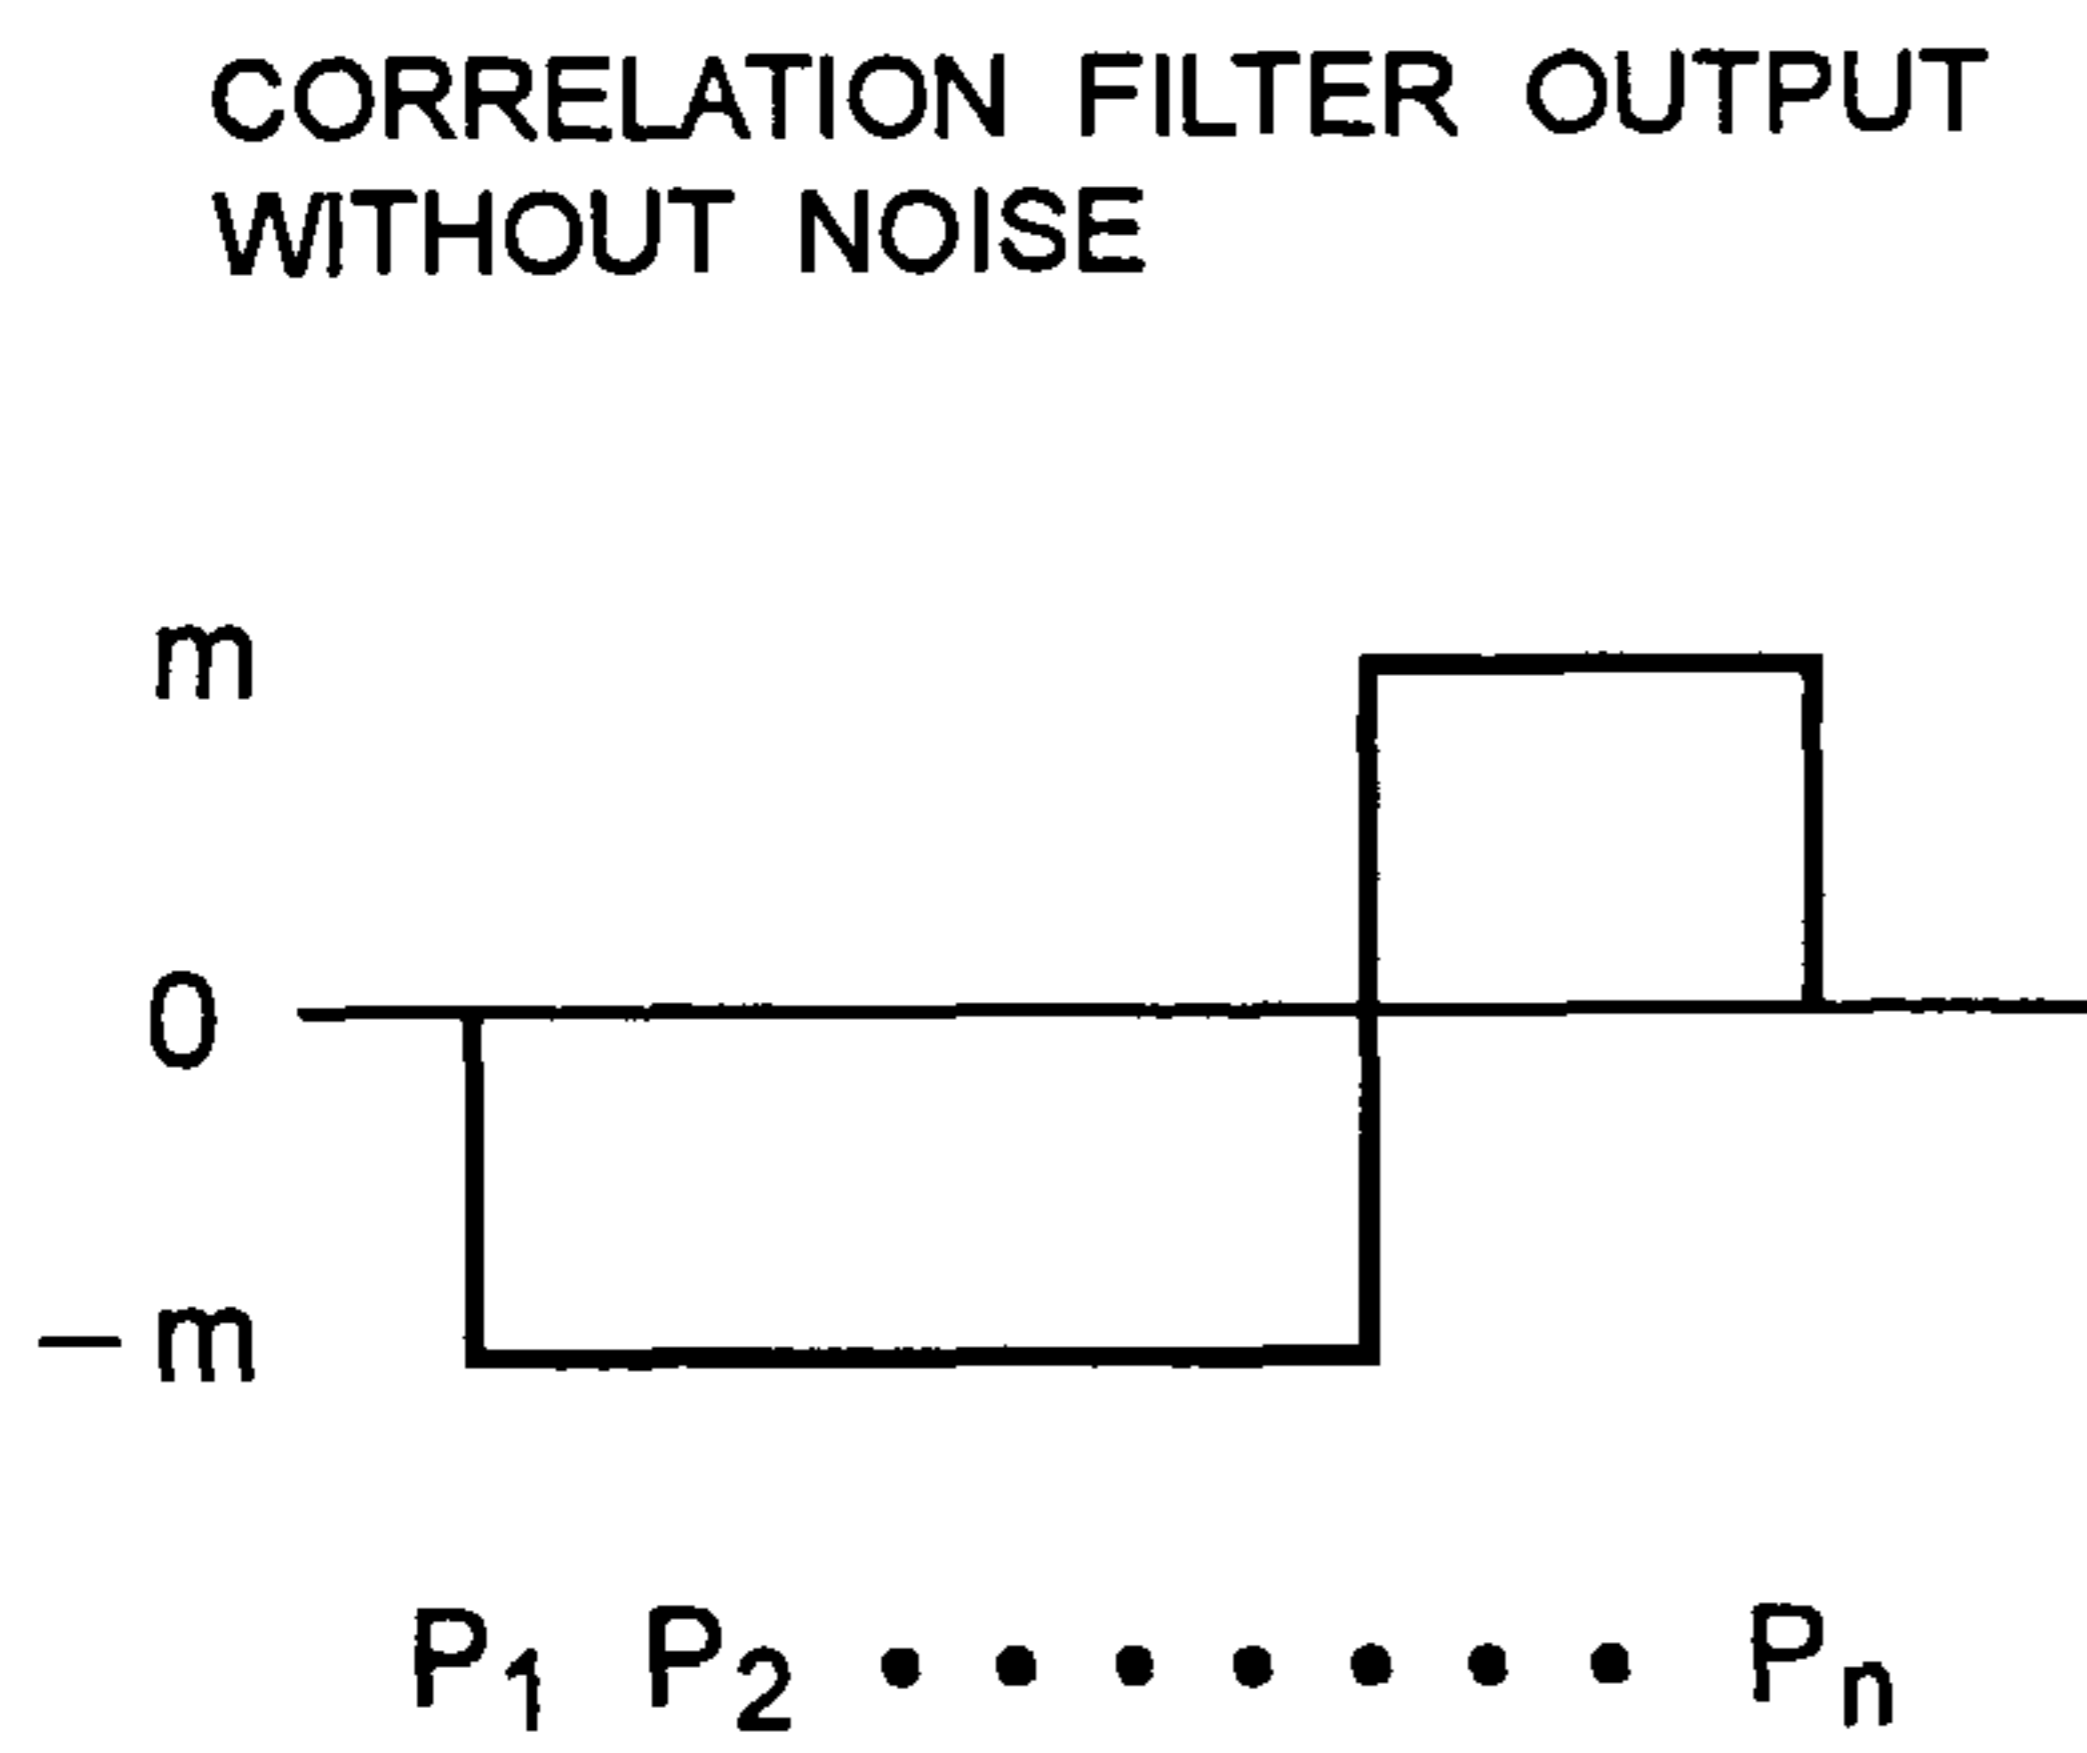 CORRELATION FILTER OUTPUT
WITHOUT NOISE
m
0
−m
P1 P2 • • • • • • • Pn